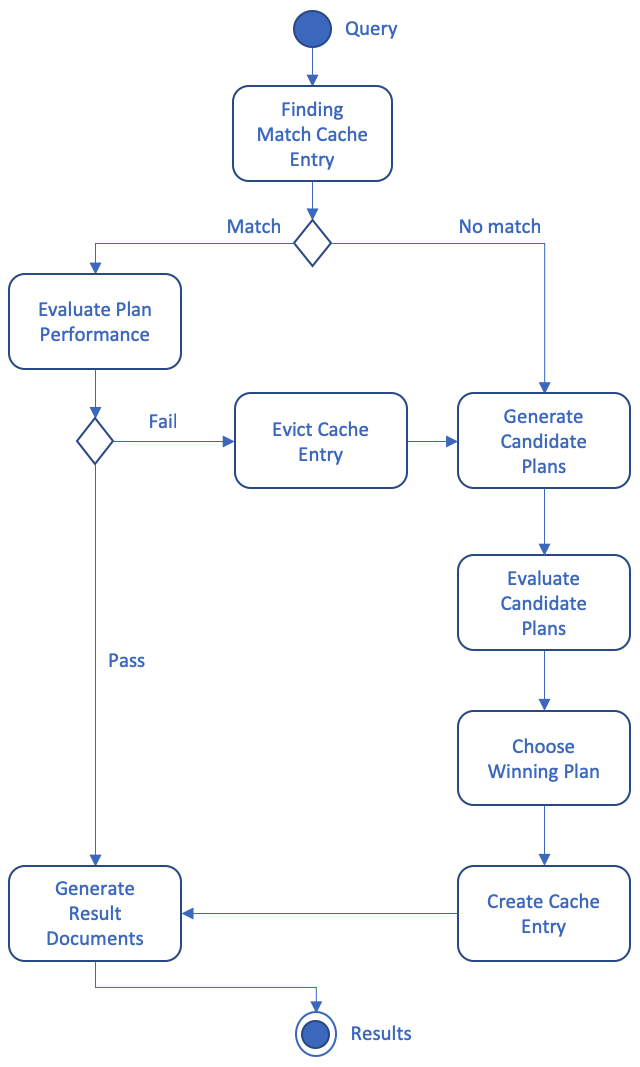 Query
Finding
Match Cache
Entry
Match
No match
Evaluate Plan
Performance
Fail
Evict Cache
Entry
Generate
Candidate
Plans
Evaluate
Candidate
Plans
Pass
Choose
Winning Plan
Generate
Result
Documents
Create Cache
Entry
Results